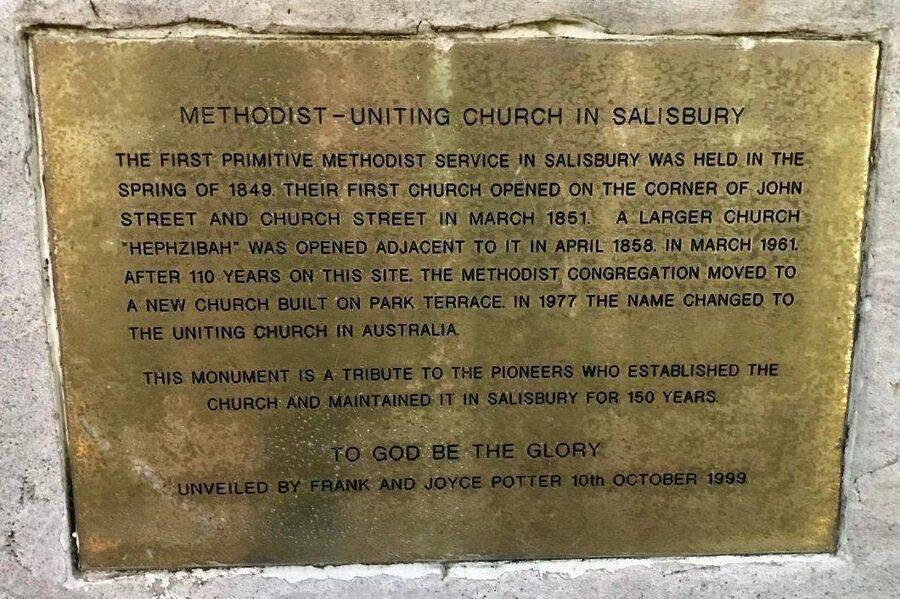 METHODIST-UNITING CHURCH IN SALISBURY
THE FIRST PRIMITIVE METHODIST SERVICE IN SALISBURY WAS HELD IN THE
SPRING OF 1849. THEIR FIRST CHURCH OPENED ON THE CORNER OF JOHN
STREET AND CHURCH STREET IN MARCH 1851. A LARGER CHURCH
"HEPHZIBAH" WAS OPENED ADJACENT TO IT IN APRIL 1858. IN MARCH 1961,
AFTER 110 YEARS ON THIS SITE, THE METHODIST CONGREGATION MOVED TO
A NEW CHURCH BUILT ON PARK TERRACE. IN 1977 THE NAME CHANGED TO
THE UNITING CHURCH IN AUSTRALIA.
THIS MONUMENT IS A TRIBUTE TO THE PIONEERS WHO ESTABLISHED THE
CHURCH AND MAINTAINED IT IN SALISBURY FOR 150 YEARS.
TO GOD BE THE GLORY
UNVEILED BY FRANK AND JOYCE POTTER 10th OCTOBER 1999